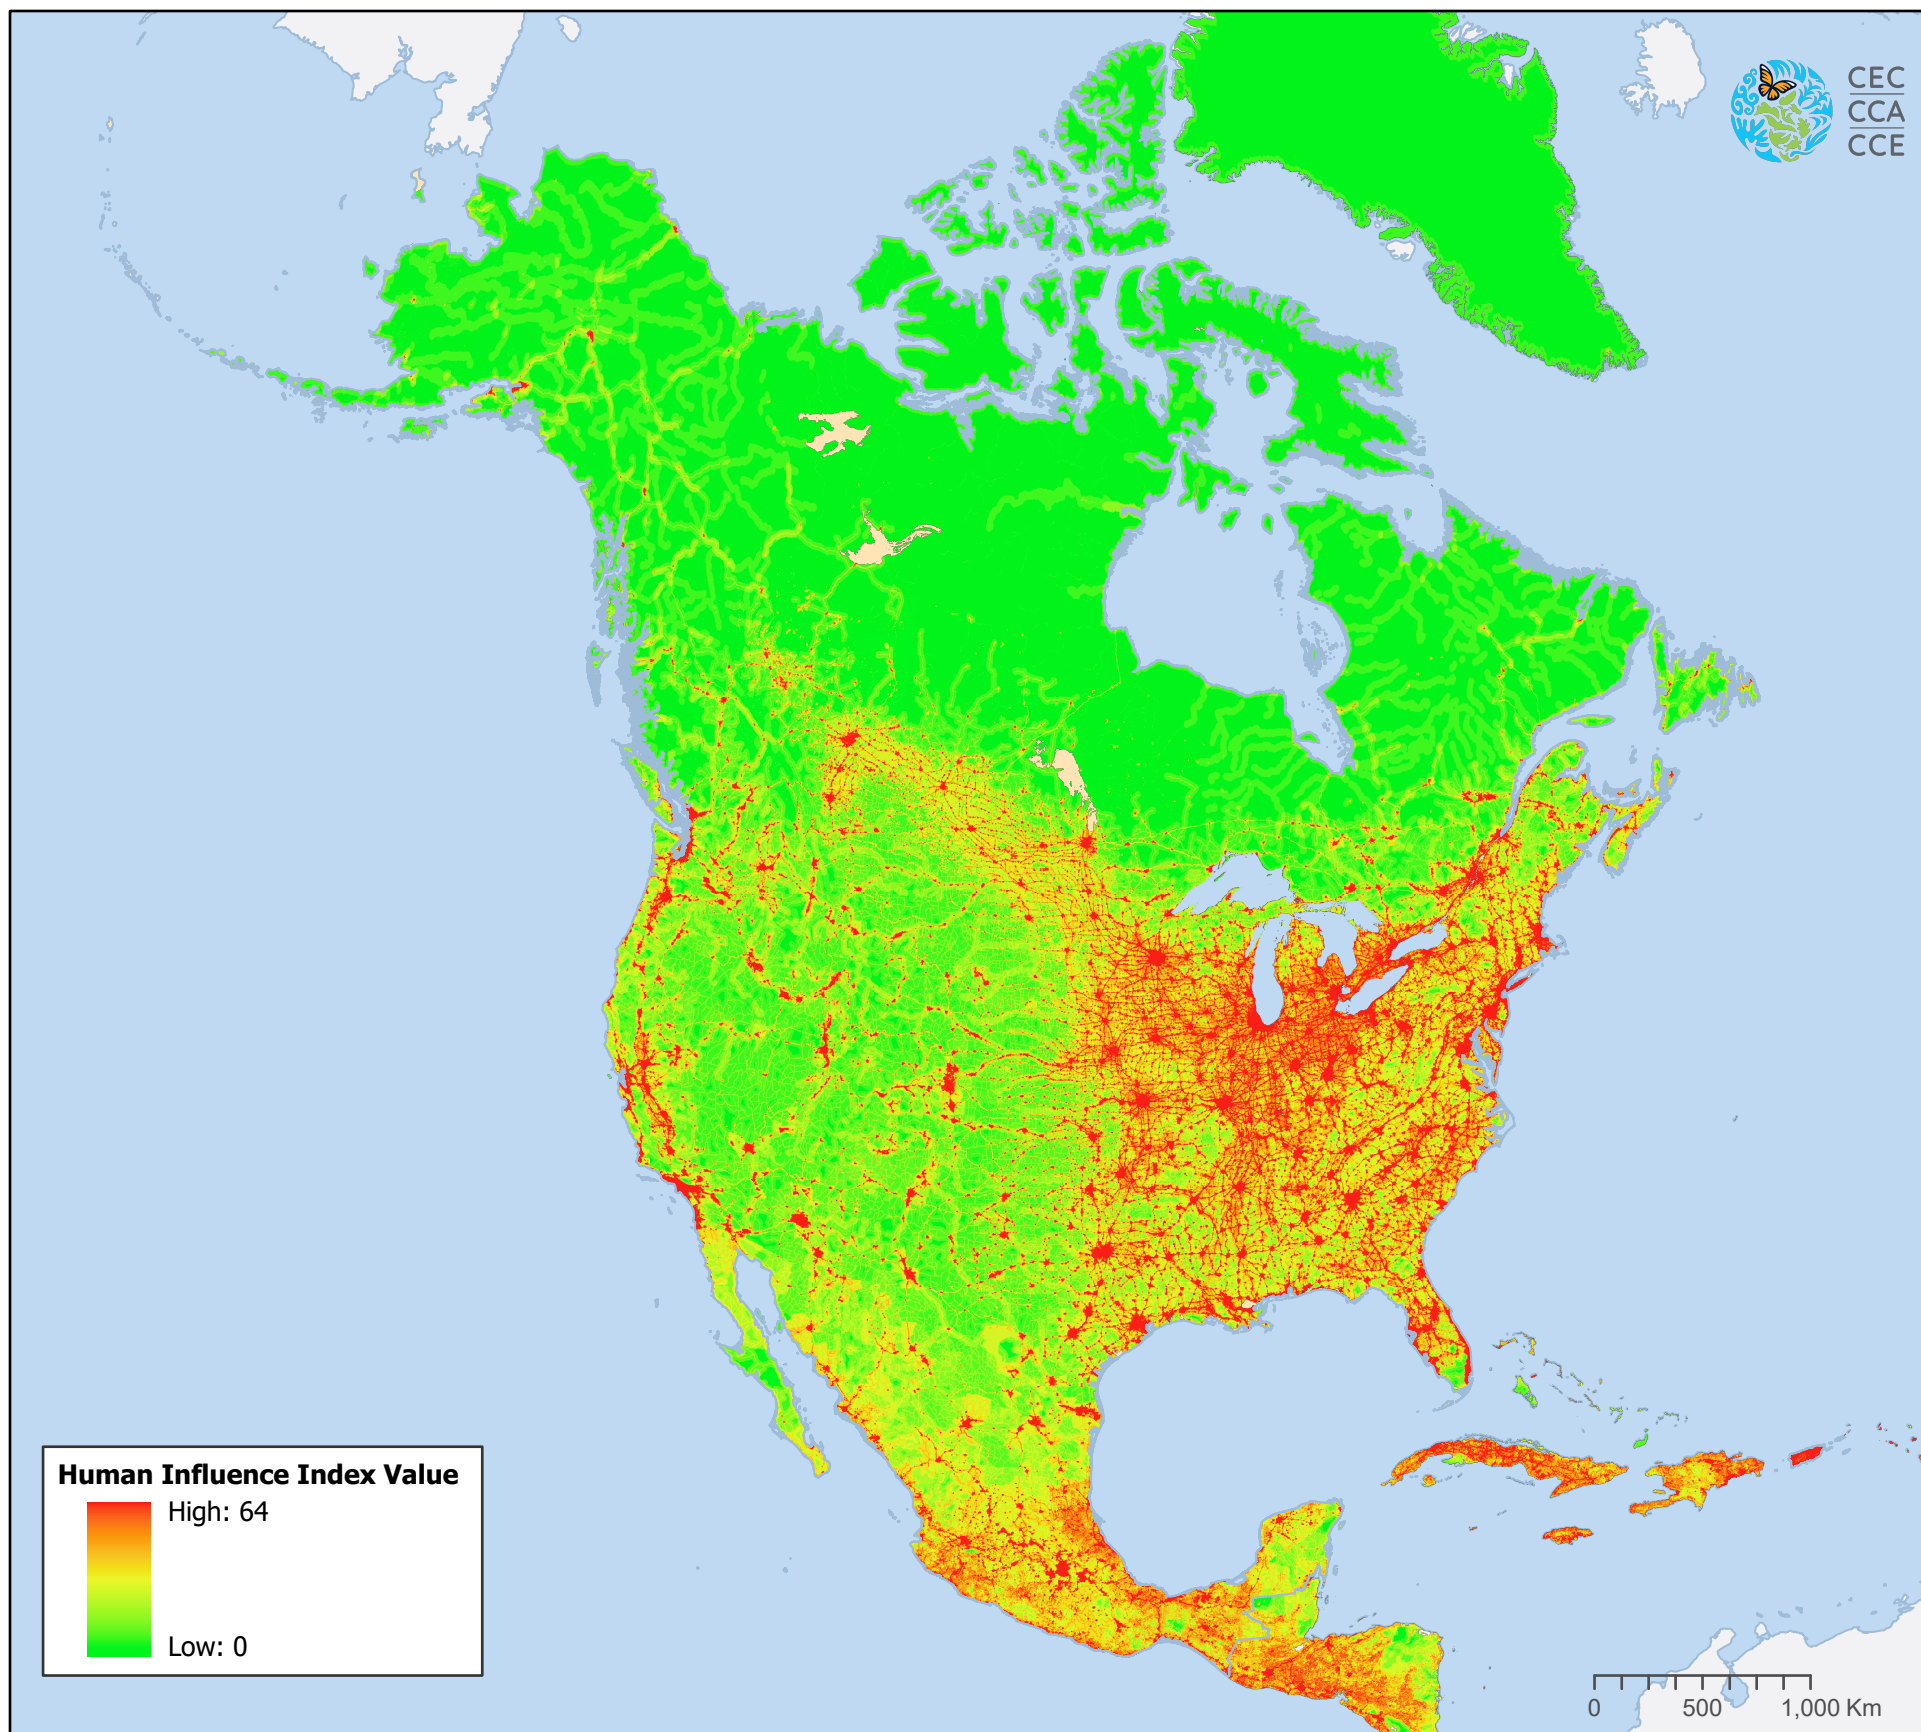 CEC
CCA
CCE
Human Influence Index Value
High: 64
Low: 0
0 500 1,000 Km